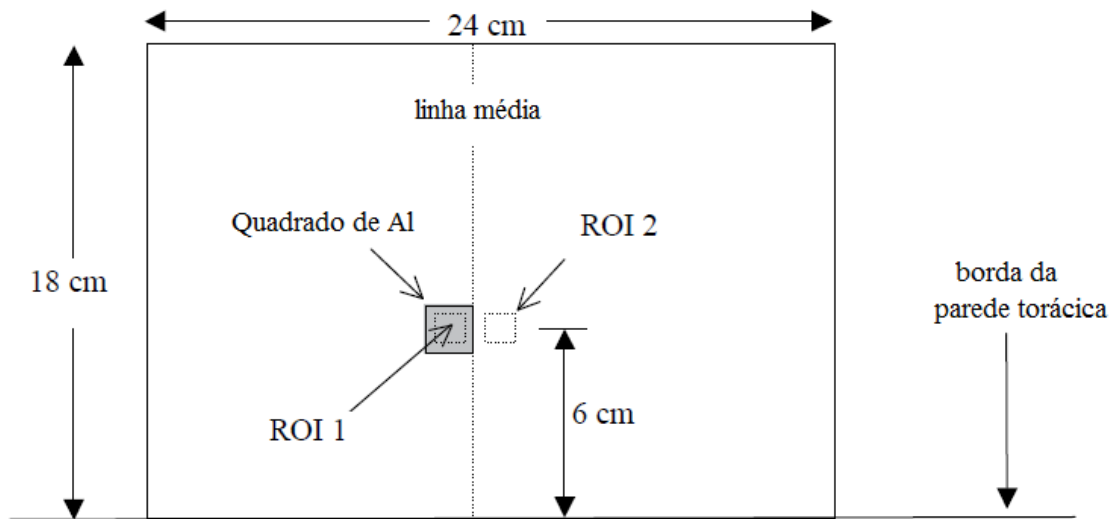 24 cm
linha média
Quadrado de Al
ROI 2
18 cm
borda da
parede torácica
ROI 1
6 cm